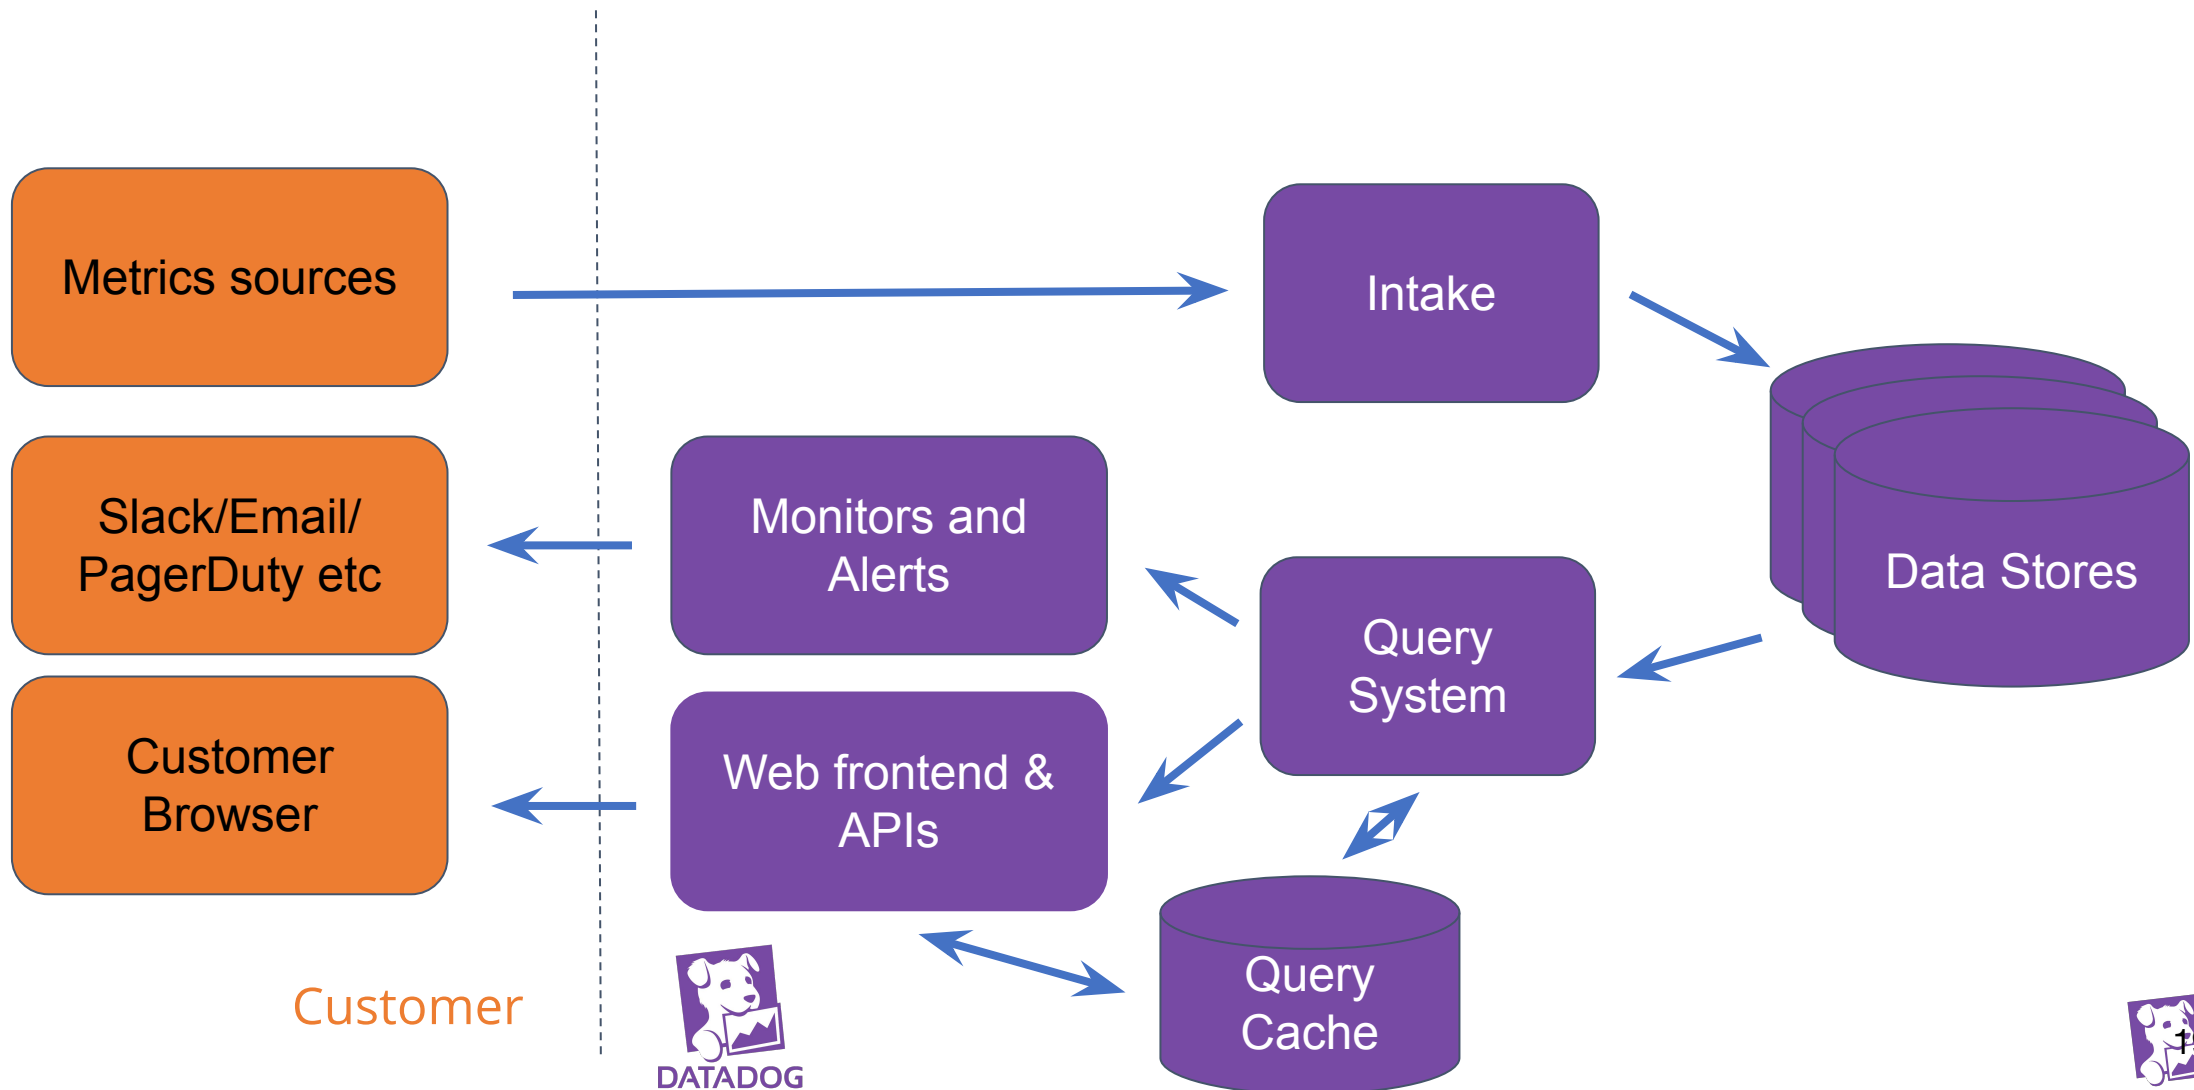 Metrics sources
Intake
Slack/Email/
PagerDuty etc
Monitors and
Alerts
Data Stores
Query
System
Customer
Browser
Web frontend &
APIs
Query
Cache
Customer
DATADOG